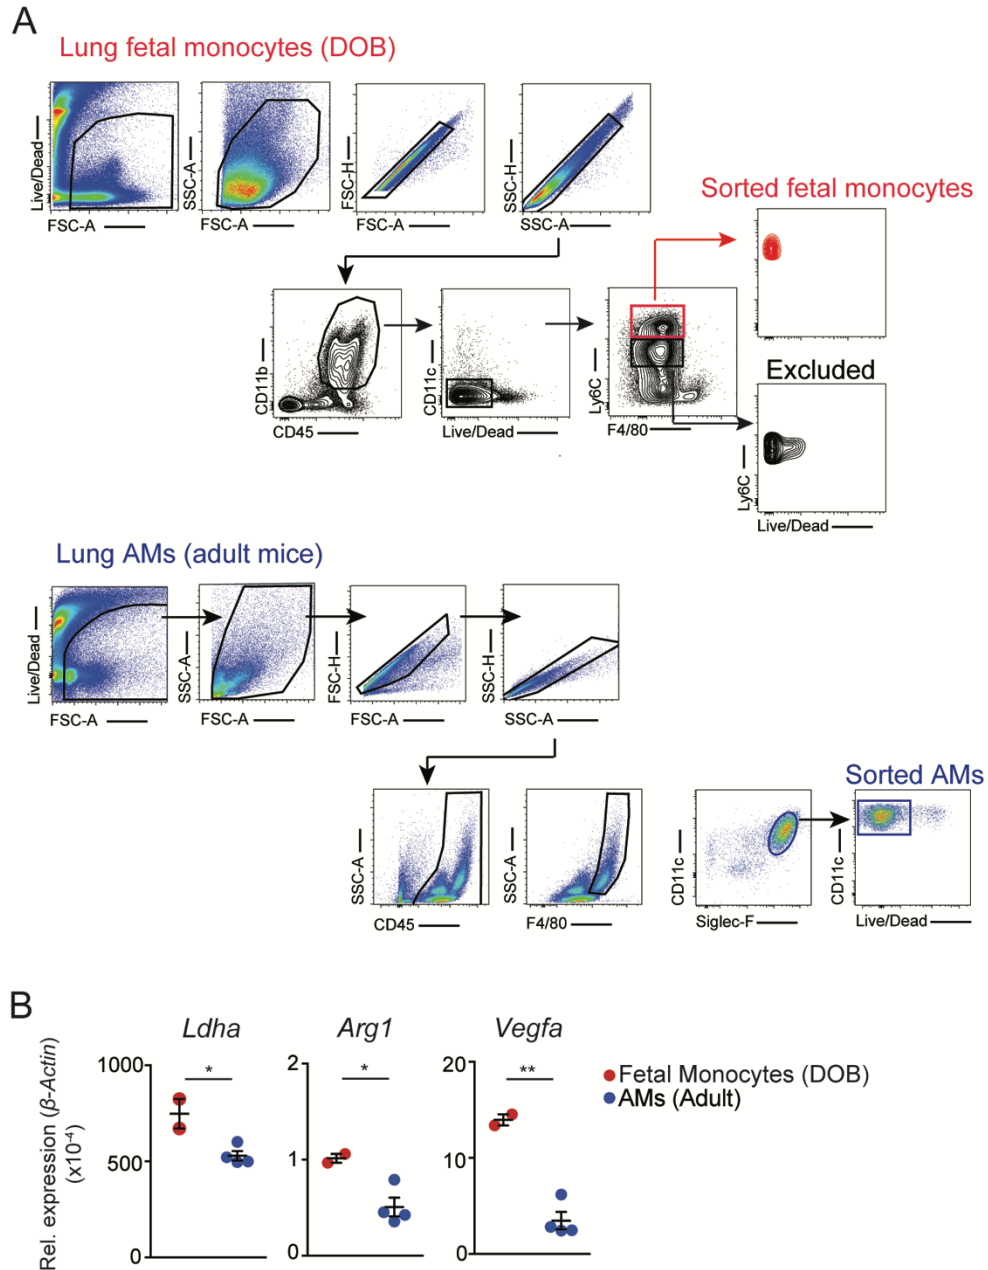 A
Lung fetal monocytes (DOB)
Live/Dead
FSC-A
SSC-A
FSC-A
FSC-H
FSC-A
SSC-H
SSC-A
Sorted fetal monocytes
CD11b
CD45
CD11c
Live/Dead
Ly6C
F4/80
Excluded
Ly6C
Live/Dead
Lung AMs (adult mice)
Live/Dead
FSC-A
SSC-A
FSC-A
FSC-H
FSC-A
SSC-H
SSC-A
Sorted AMs
SSC-A
CD45
SSC-A
F4/80
CD11c
Siglec-F
CD11c
Live/Dead
B
Rel. expression (β-Actin)
(x10⁻⁴)
Ldha
1000
500
0
*
Arg1
2
1
0
*
Vegfa
20
10
0
**
Fetal Monocytes (DOB)
AMs (Adult)